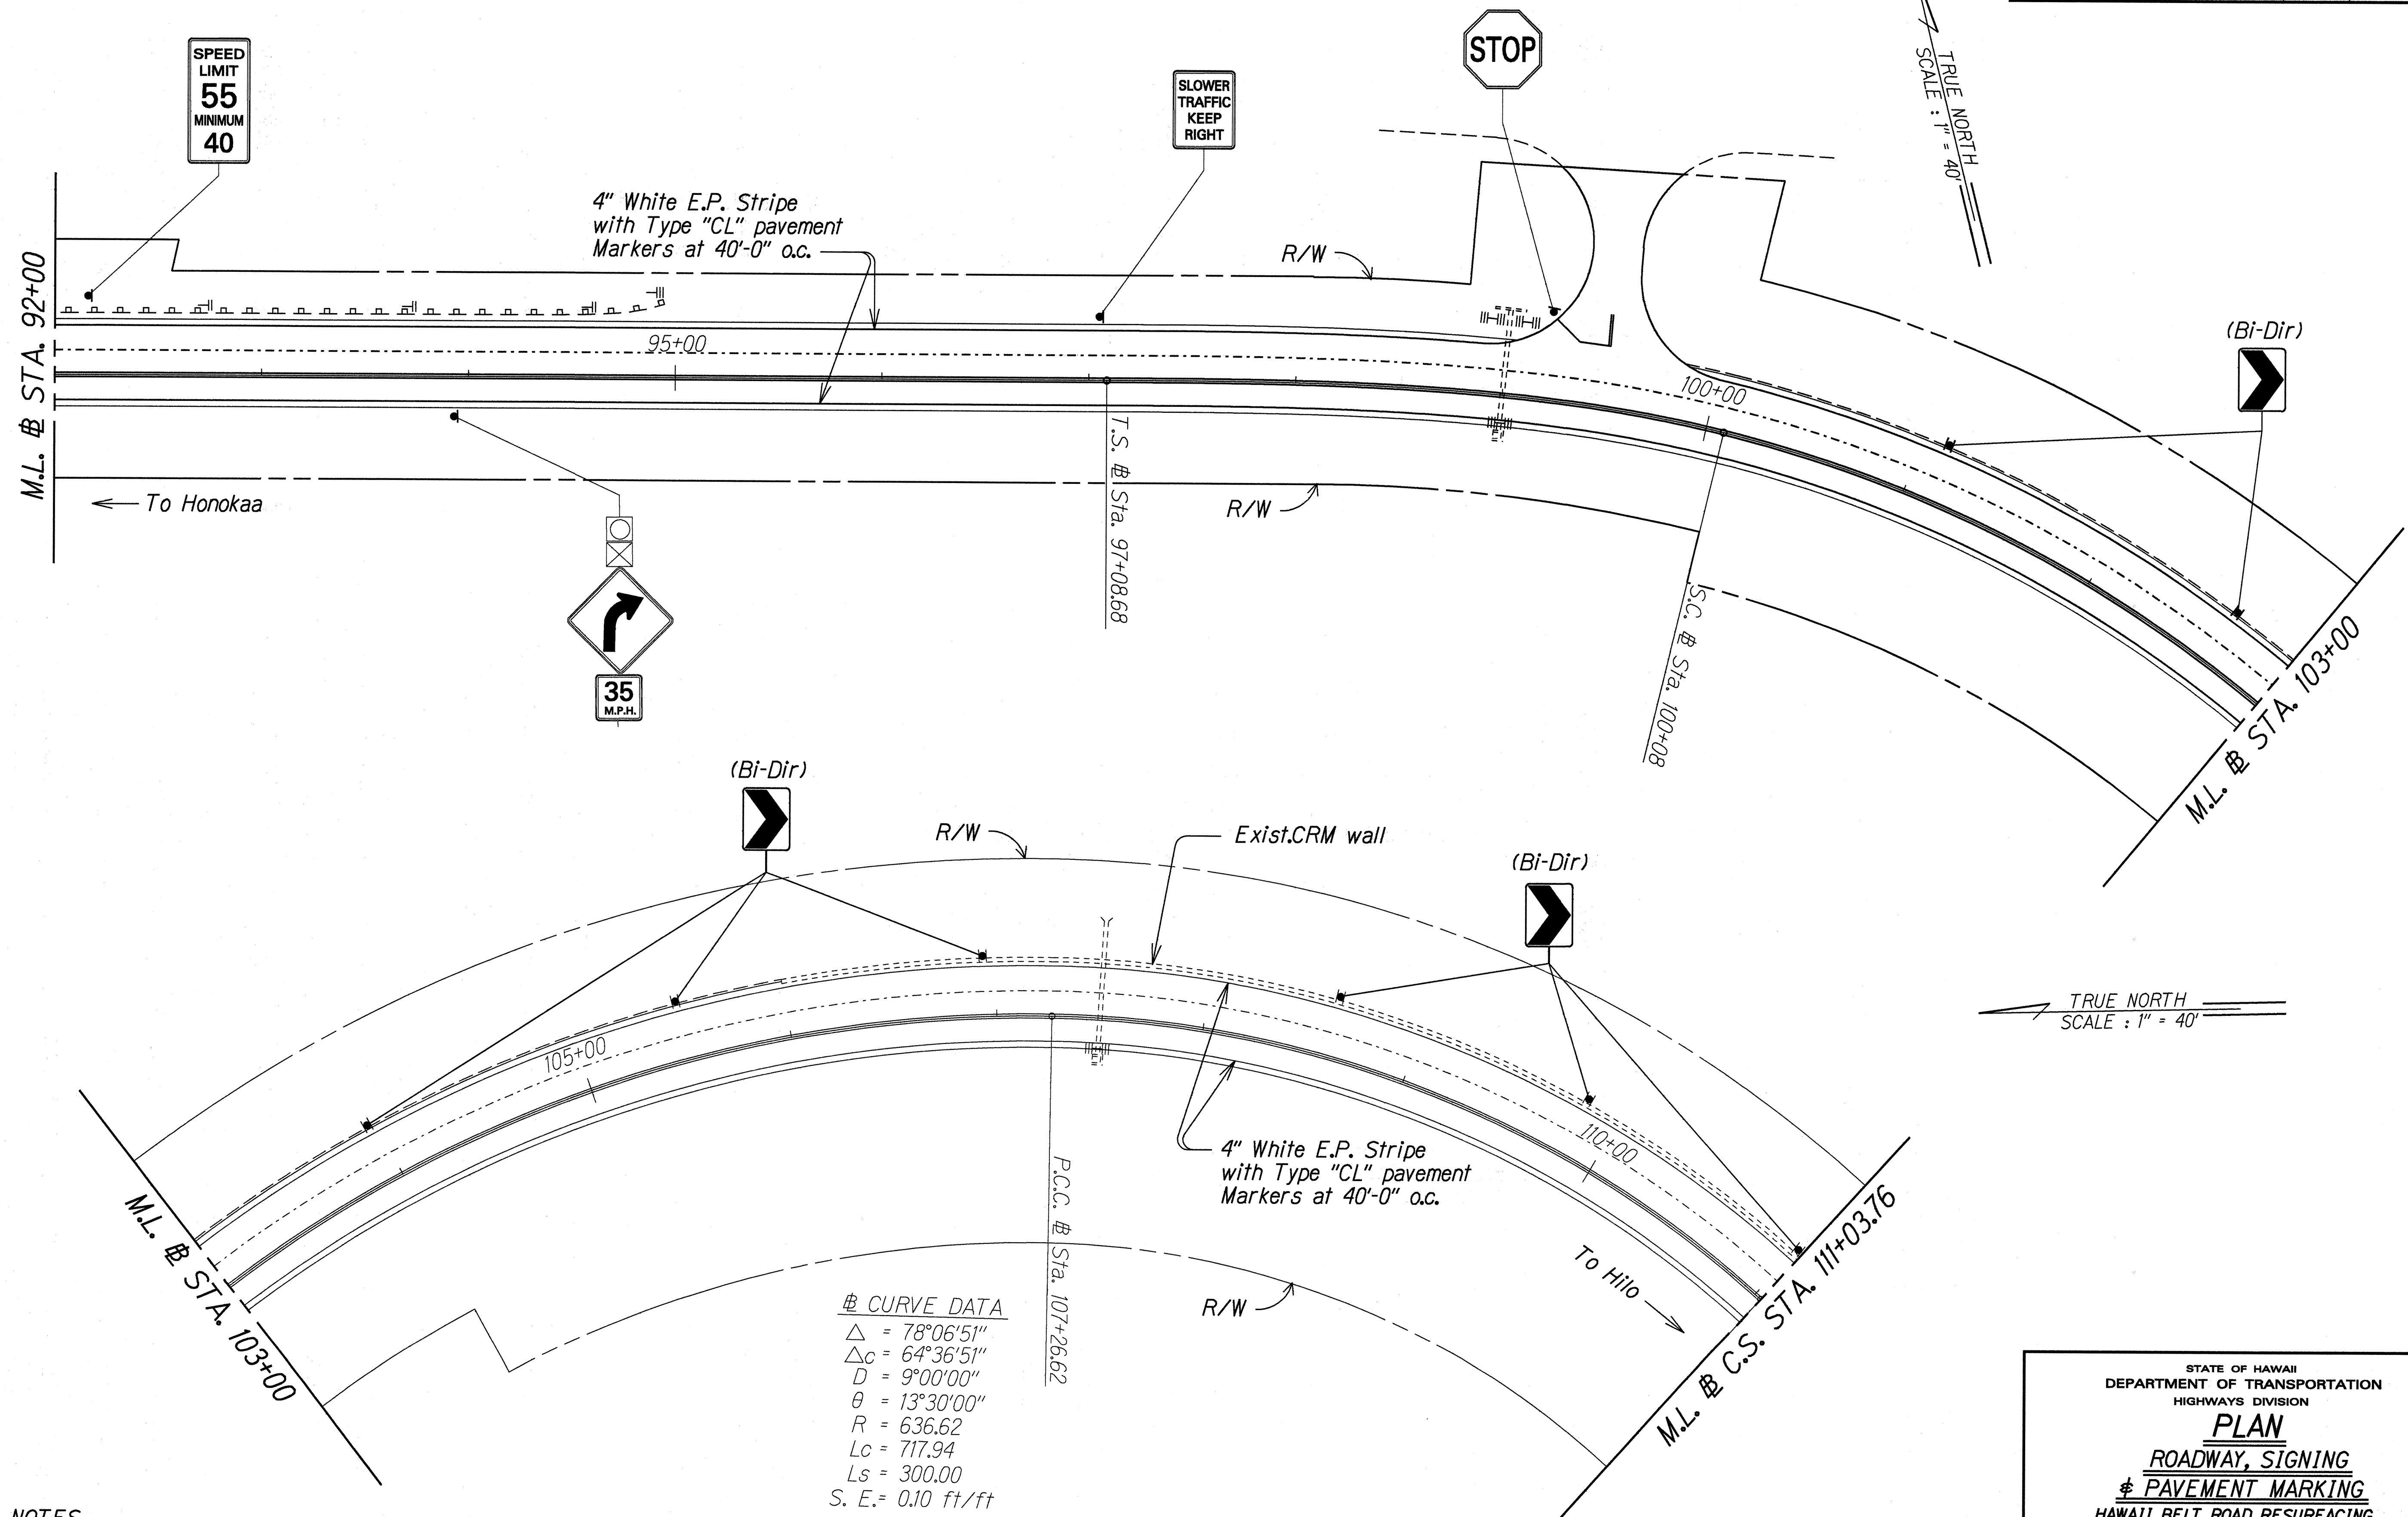 TRUE NORTH
SCALE : 1" = 40'
SPEED
LIMIT
55
MINIMUM
40
SLOWER
TRAFFIC
KEEP
RIGHT
STOP
4" White E.P. Stripe
with Type "CL" pavement
Markers at 40'-0" o.c.
R/W
M.L. ℄ STA. 92+00
95+00
100+00
(Bi-Dir)
To Honokaa
R/W
T.S. ℄ Sta. 97+08.68
S.C. ℄ Sta. 100+08
35
M.P.H.
M.L. ℄ STA. 103+00
(Bi-Dir)
R/W
Exist.CRM wall
(Bi-Dir)
TRUE NORTH
SCALE : 1" = 40'
105+00
110+00
4" White E.P. Stripe
with Type "CL" pavement
Markers at 40'-0" o.c.
P.C.C. ℄ Sta. 107+26.62
M.L. ℄ STA. 103+00
To Hilo
R/W
M.L. ℄ C.S. STA. 111+03.76
℄ CURVE DATA
△ = 78°06'51"
△c = 64°36'51"
D = 9°00'00"
θ = 13°30'00"
R = 636.62
Lc = 717.94
Ls = 300.00
S. E.= 0.10 ft/ft
STATE OF HAWAII
DEPARTMENT OF TRANSPORTATION
HIGHWAYS DIVISION
PLAN
ROADWAY, SIGNING
& PAVEMENT MARKING
HAWAII BELT ROAD RESURFACING
NOTES